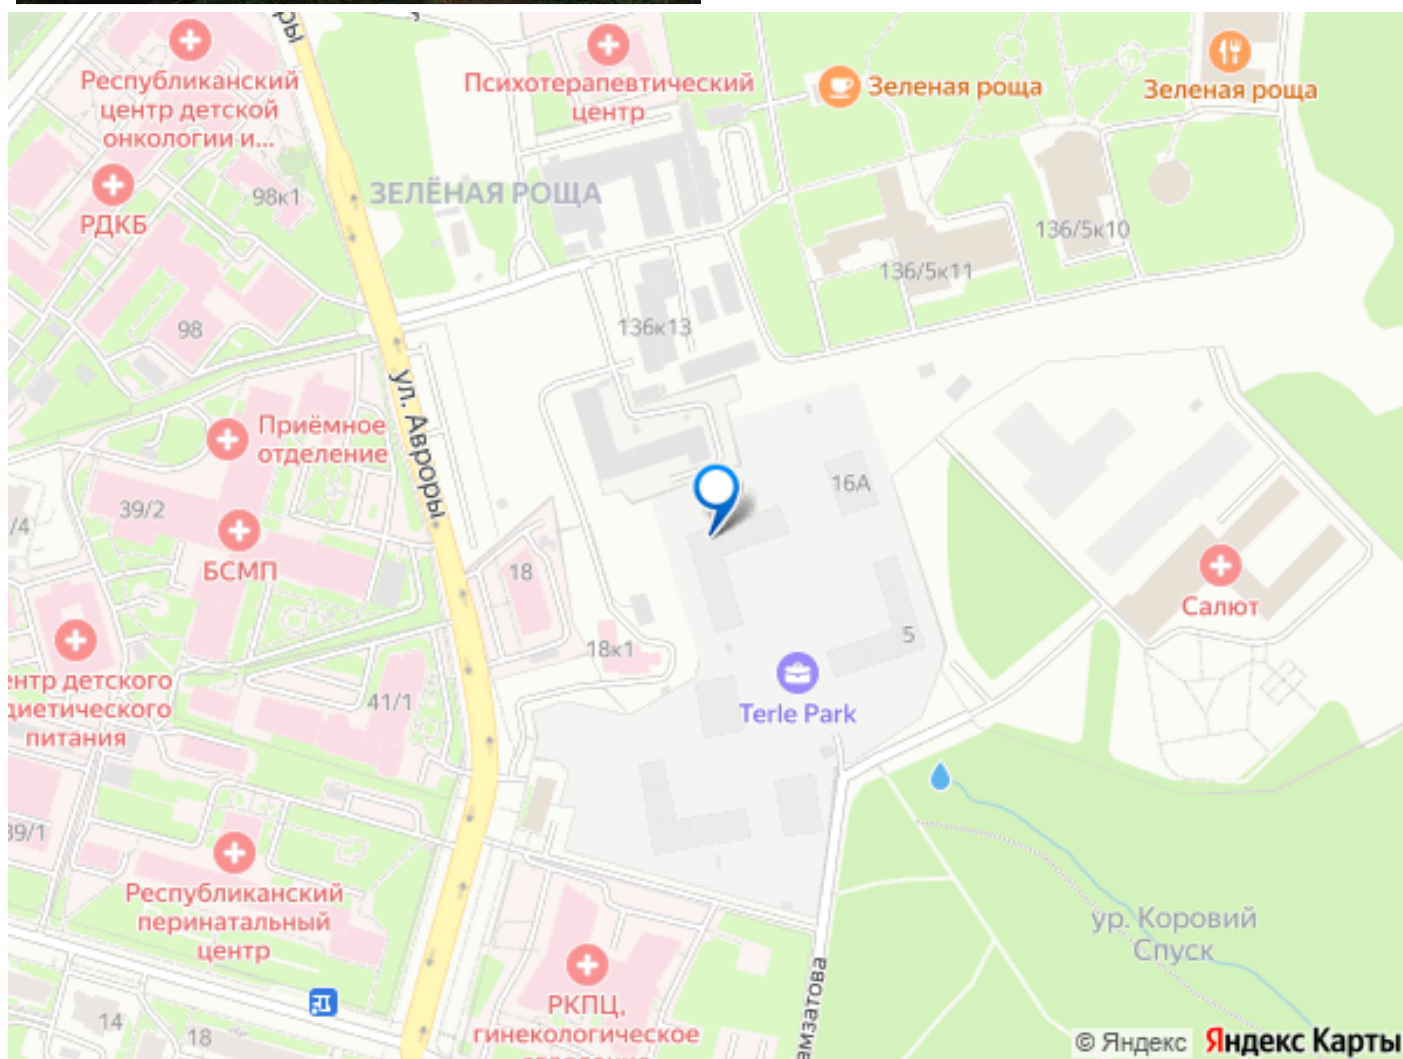 Республиканский
центр детской
онкологии и...
Психотерапевтический
центр
Зеленая роща
Зеленая роща
98к1
ЗЕЛЁНАЯ РОЩА
РДКБ
136/5к10
136/5к11
98
136к13
ул. Авроры
Приёмное
отделение
16А
39/2
БСМП
18
Салют
18к1
5
41/1
Terle Park
диетического
питания
Республиканский
перинатальный
центр
ур. Коровий
Спуск
РКПЦ,
гинекологическое
14
18
© Яндекс Яндекс Карты